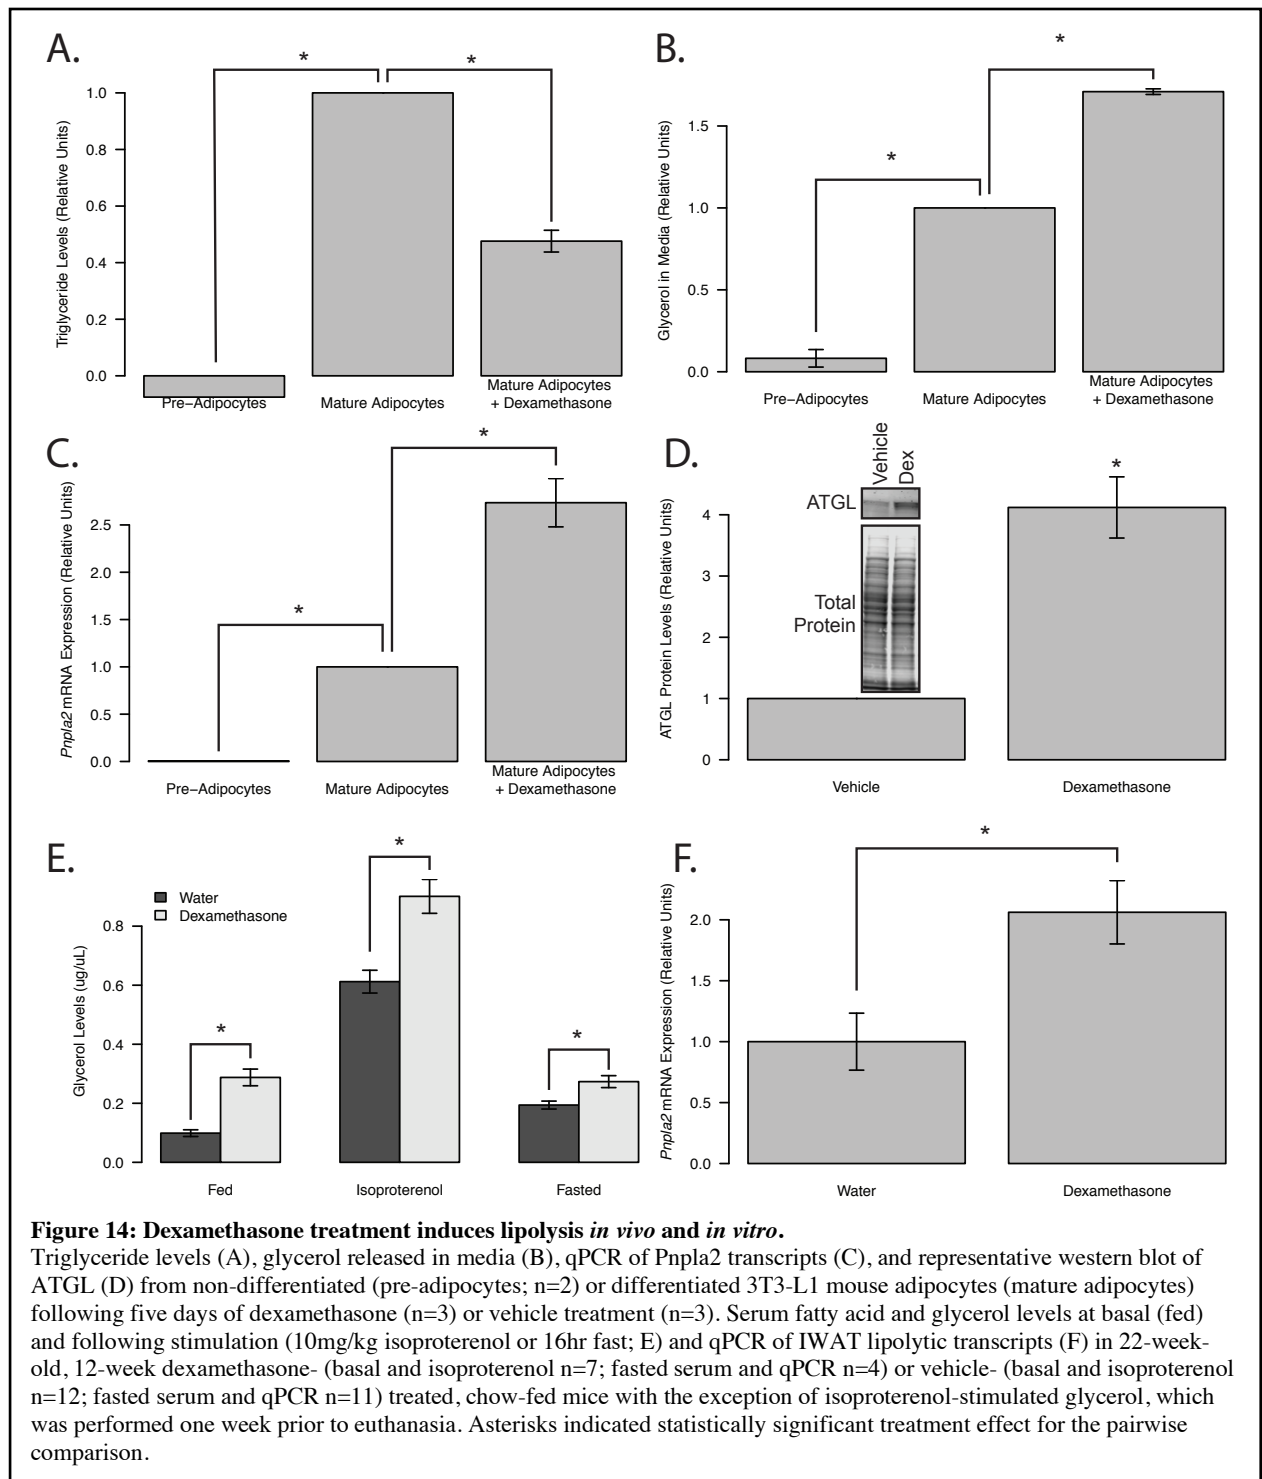 A.
*
*
Triglyceride Levels (Relative Units)
1.0
0.8
0.6
0.4
0.2
0.0
Pre−Adipocytes
Mature Adipocytes
Mature Adipocytes
+ Dexamethasone
B.
*
*
Glycerol in Media (Relative Units)
1.5
1.0
0.5
0.0
Pre−Adipocytes
Mature Adipocytes
Mature Adipocytes
+ Dexamethasone
C.
*
*
Pnpla2 mRNA Expression (Relative Units)
2.5
2.0
1.5
1.0
0.5
0.0
Pre−Adipocytes
Mature Adipocytes
Mature Adipocytes
+ Dexamethasone
D.
Vehicle
Dex
ATGL
Total
Protein
*
ATGL Protein Levels (Relative Units)
4
3
2
1
0
Vehicle
Dexamethasone
E.
Water
Dexamethasone
*
*
*
Glycerol Levels (ug/uL)
0.8
0.6
0.4
0.2
0.0
Fed
Isoproterenol
Fasted
F.
*
Pnpla2 mRNA Expression (Relative Units)
2.0
1.5
1.0
0.5
0.0
Water
Dexamethasone
Figure 14: Dexamethasone treatment induces lipolysis in vivo and in vitro.
Triglyceride levels (A), glycerol released in media (B), qPCR of Pnpla2 transcripts (C), and representative western blot of
ATGL (D) from non-differentiated (pre-adipocytes; n=2) or differentiated 3T3-L1 mouse adipocytes (mature adipocytes)
following five days of dexamethasone (n=3) or vehicle treatment (n=3). Serum fatty acid and glycerol levels at basal (fed)
and following stimulation (10mg/kg isoproterenol or 16hr fast; E) and qPCR of IWAT lipolytic transcripts (F) in 22-week-
old, 12-week dexamethasone- (basal and isoproterenol n=7; fasted serum and qPCR n=4) or vehicle- (basal and isoproterenol
n=12; fasted serum and qPCR n=11) treated, chow-fed mice with the exception of isoproterenol-stimulated glycerol, which
was performed one week prior to euthanasia. Asterisks indicated statistically significant treatment effect for the pairwise
comparison.